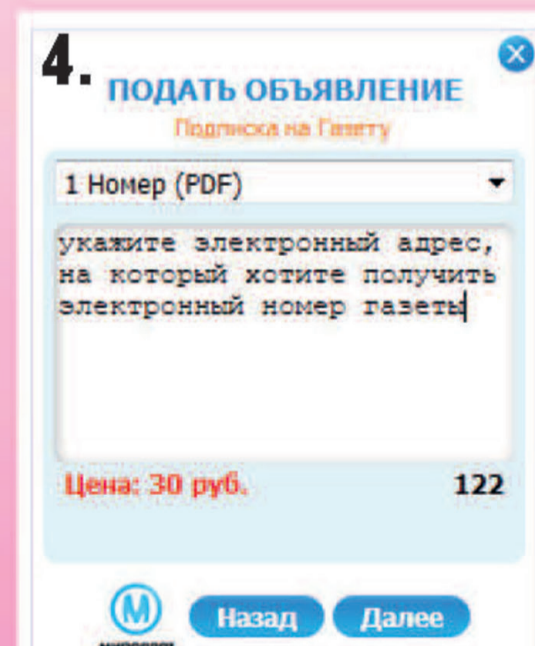 4.
ПОДАТЬ ОБЪЯВЛЕНИЕ
Подписка на Газету
1 Номер (PDF)
укажите электронный адрес,
на который хотите получить
электронный номер газеты
Цена: 30 руб.
122
М
Назад
Далее